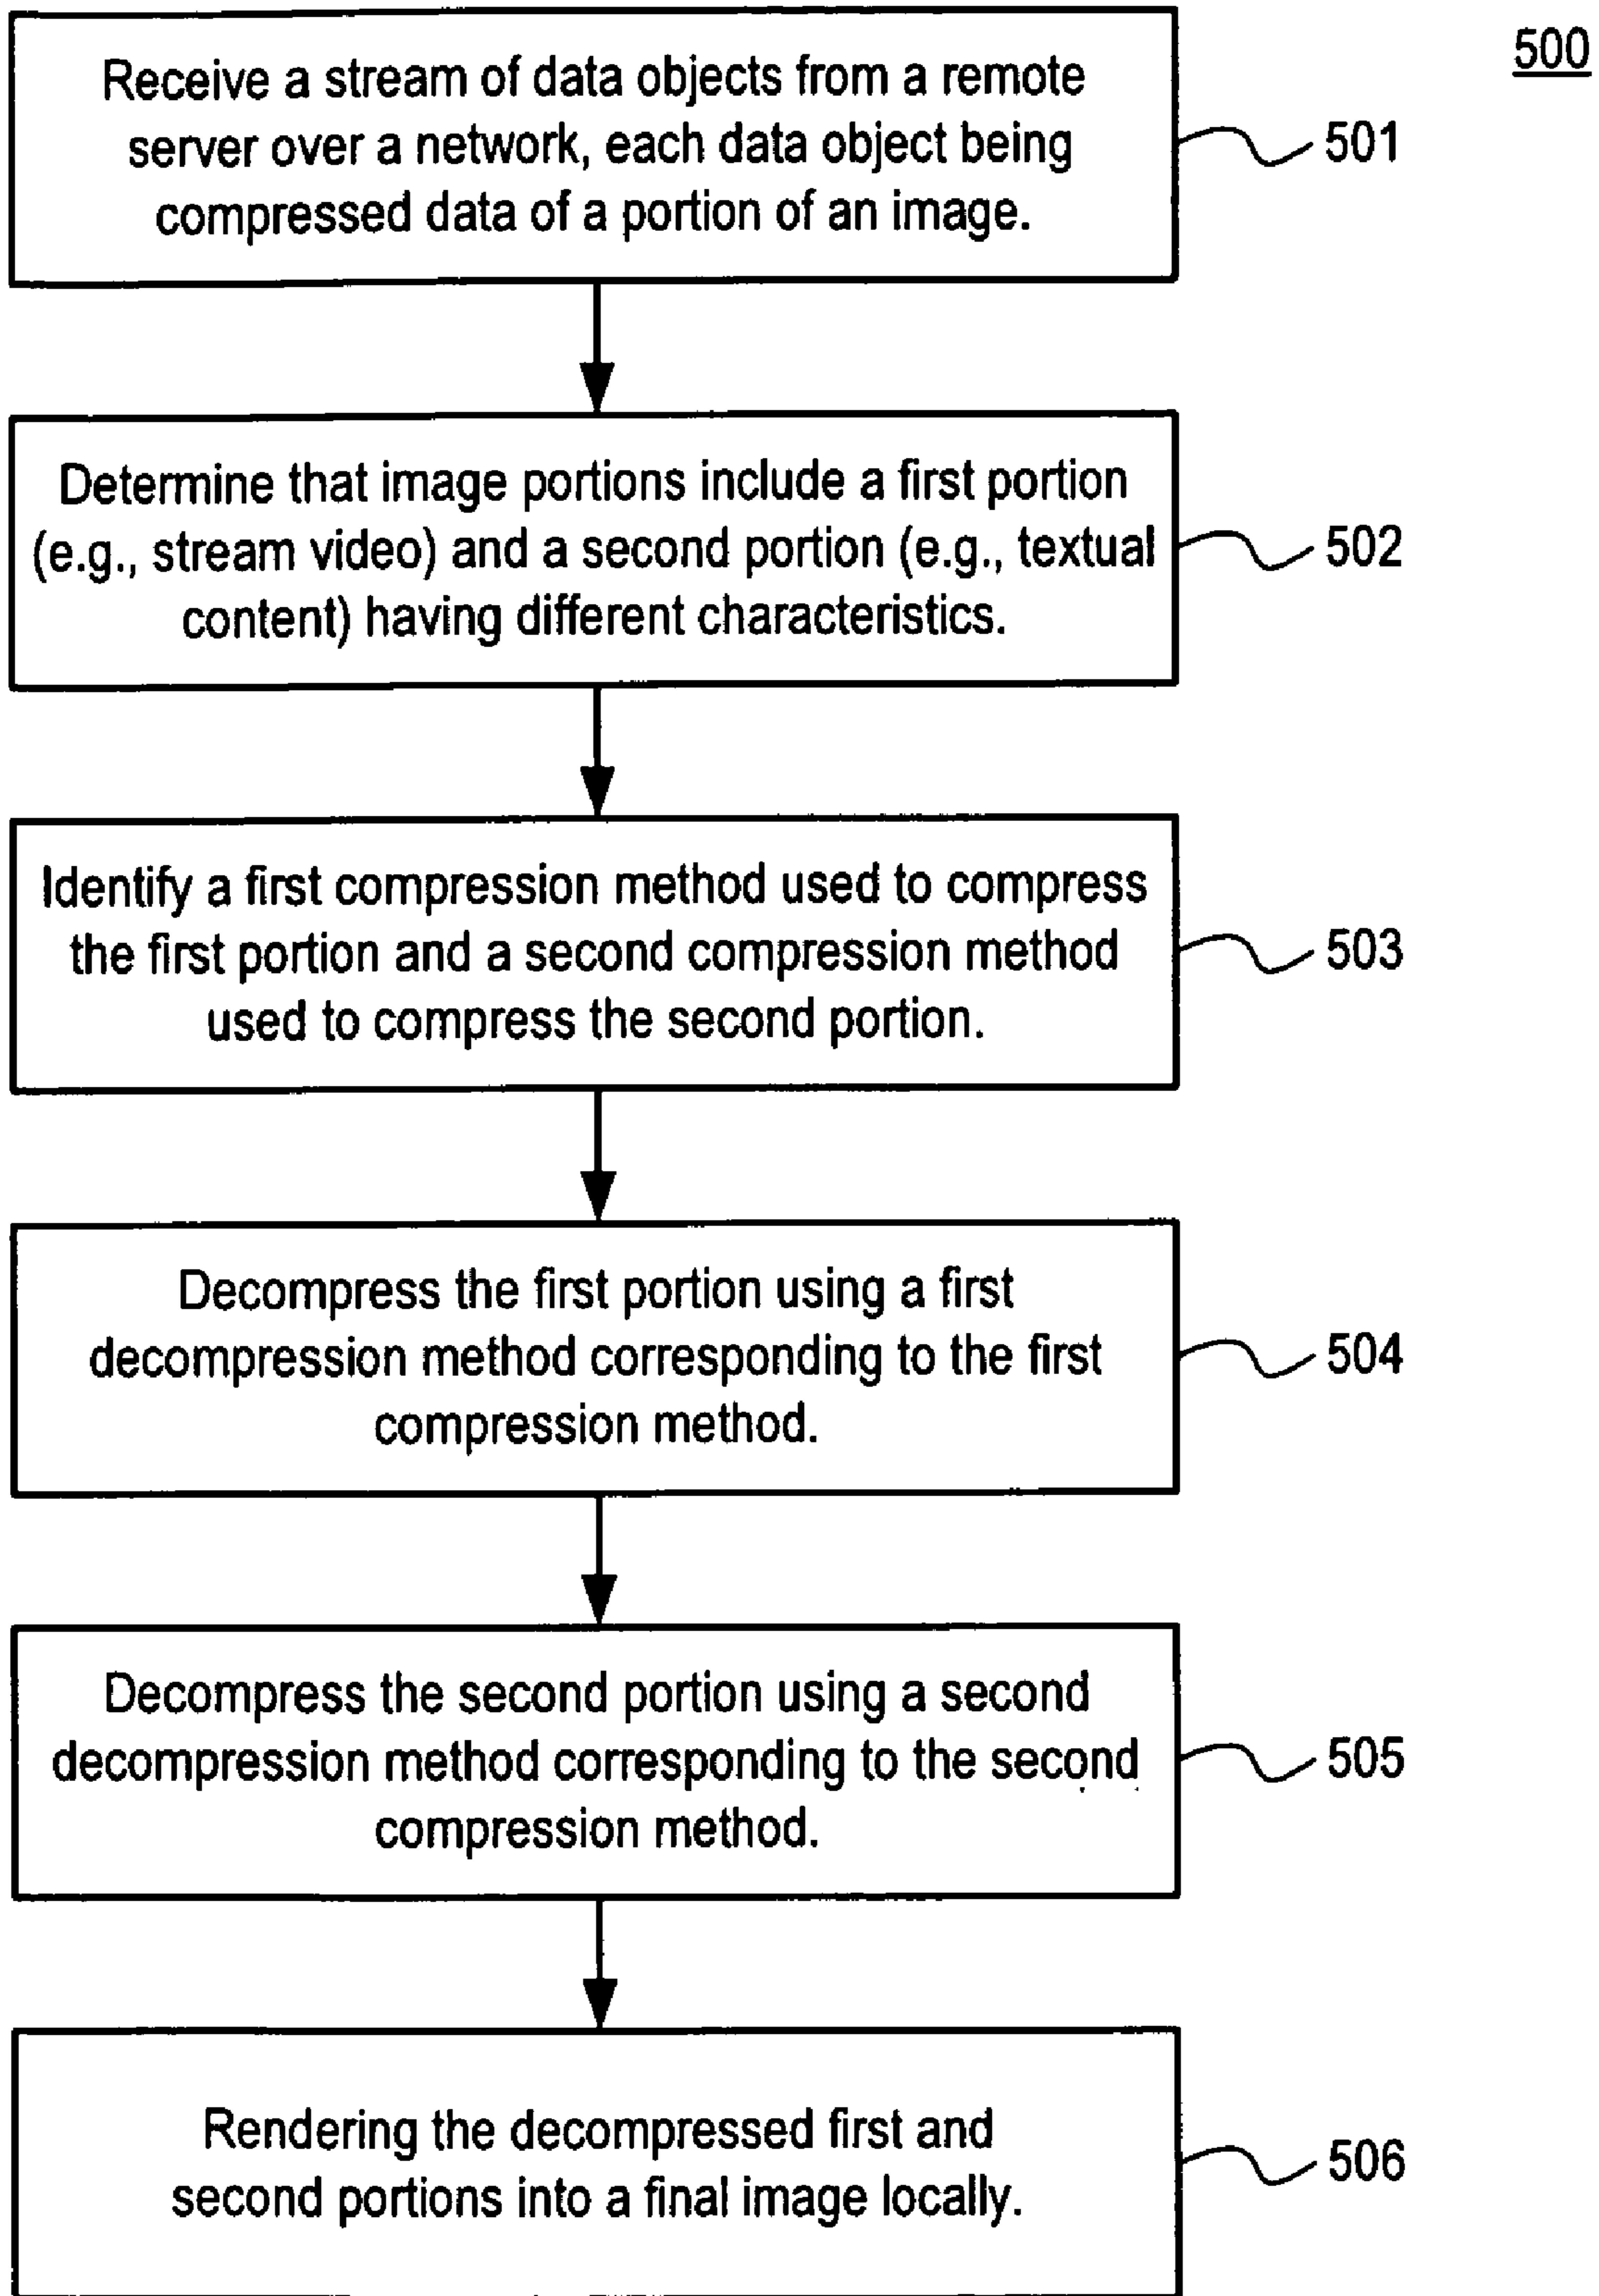 500
Receive a stream of data objects from a remote
server over a network, each data object being
compressed data of a portion of an image.
501
Determine that image portions include a first portion
(e.g., stream video) and a second portion (e.g., textual
content) having different characteristics.
502
Identify a first compression method used to compress
the first portion and a second compression method
used to compress the second portion.
503
Decompress the first portion using a first
decompression method corresponding to the first
compression method.
504
Decompress the second portion using a second
decompression method corresponding to the second
compression method.
505
Rendering the decompressed first and
second portions into a final image locally.
506